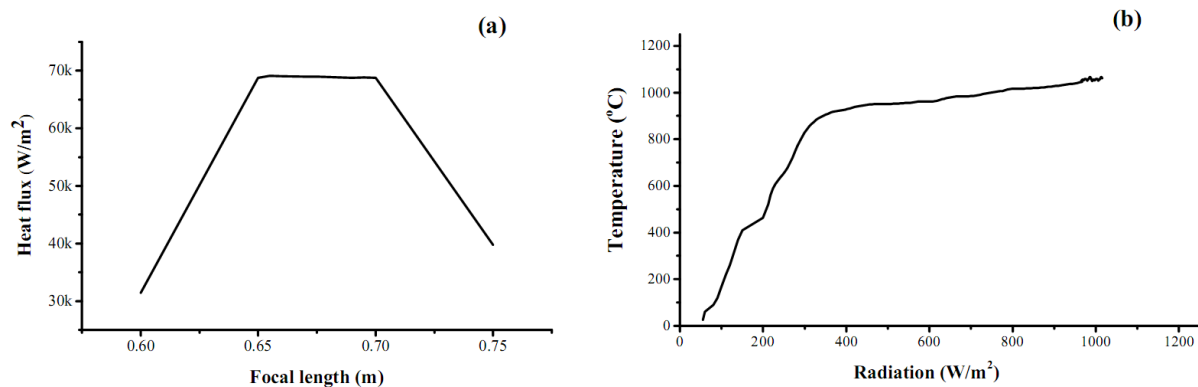 (a)
Heat flux (W/m²)
70k
60k
50k
40k
30k
0.60 0.65 0.70 0.75
Focal length (m)
(b)
Temperature (ºC)
1200
1000
800
600
400
200
0
0 200 400 600 800 1000 1200
Radiation (W/m²)